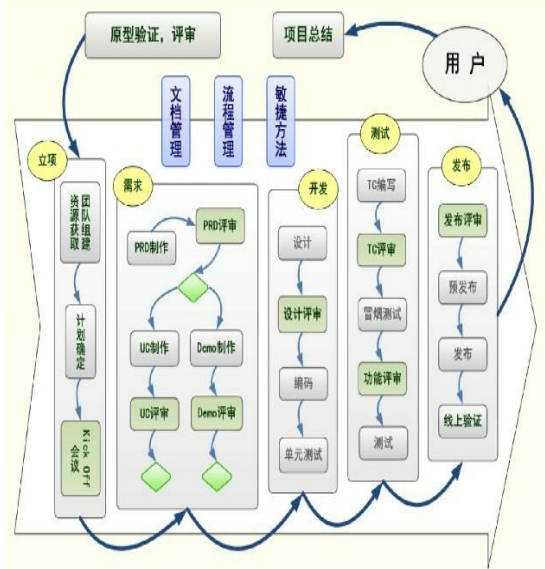 原型验证，评审
项目总结
用 户
文档管理
流程管理
敏捷方法
立项
团队组建
资源获取
计划确定
Kick Off
会议
需求
PRD制作
PRD评审
UC制作
Demo制作
UC评审
Demo评审
开发
设计
设计评审
编码
单元测试
测试
TC编写
TC评审
冒烟测试
功能评审
测试
发布
发布评审
预发布
发布
线上验证